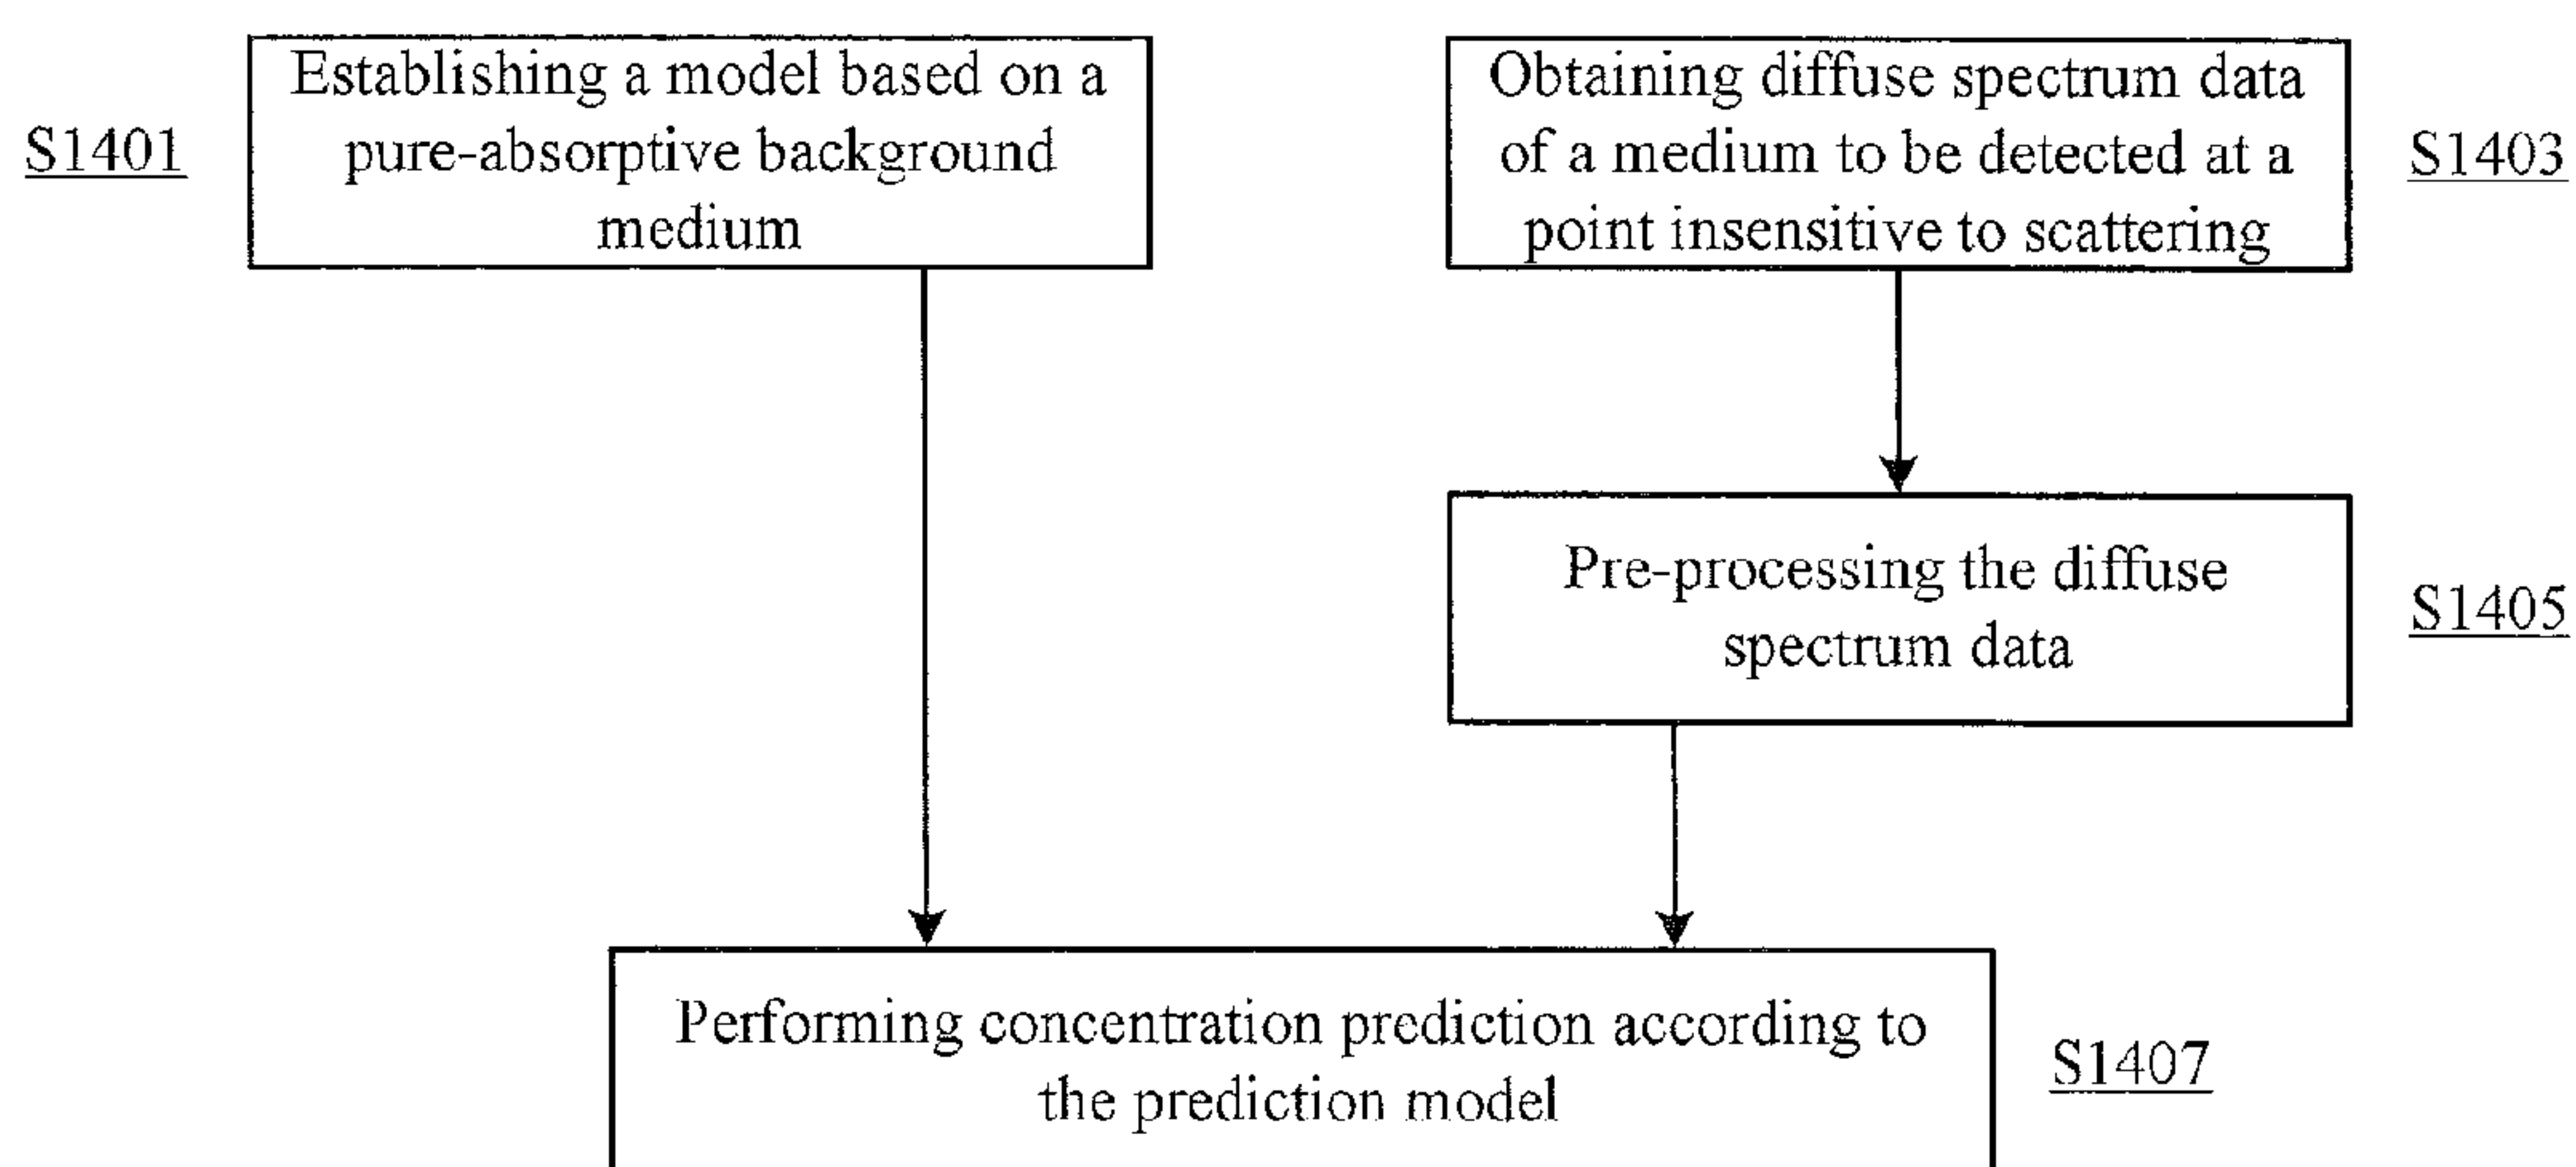 Establishing a model based on a
pure-absorptive background
medium
S1401
Obtaining diffuse spectrum data
of a medium to be detected at a
point insensitive to scattering
S1403
Pre-processing the diffuse
spectrum data
S1405
Performing concentration prediction according to
the prediction model
S1407